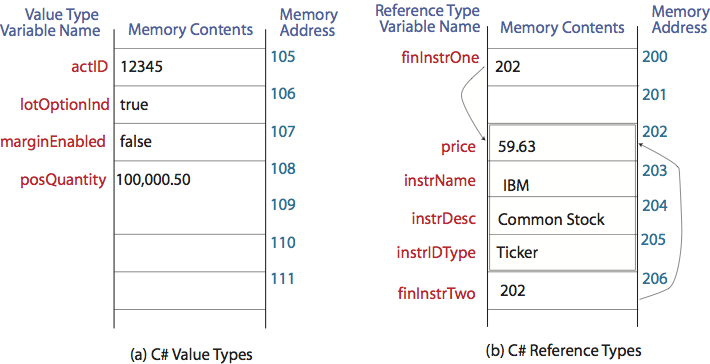 Value Type
Variable Name
Memory Contents
Memory
Address
actID
12345
105
lotOptionInd
true
106
marginEnabled
false
107
posQuantity
100,000.50
108
109
110
111
(a) C# Value Types
Reference Type
Variable Name
Memory Contents
Memory
Address
finInstrOne
202
200
201
price
59.63
202
instrName
IBM
203
instrDesc
Common Stock
204
instrIDType
Ticker
205
finInstrTwo
202
206
(b) C# Reference Types